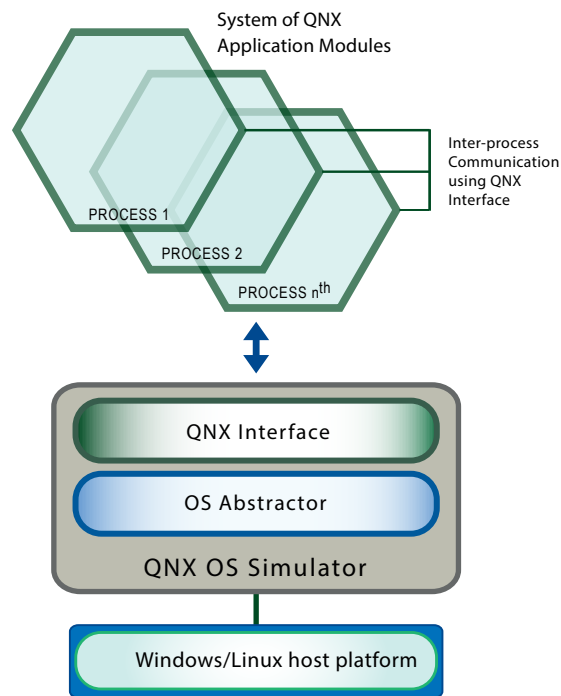 System of QNX
Application Modules
Inter-process
Communication
using QNX
Interface
PROCESS 1
PROCESS 2
PROCESS nth
QNX Interface
OS Abstractor
QNX OS Simulator
Windows/Linux host platform